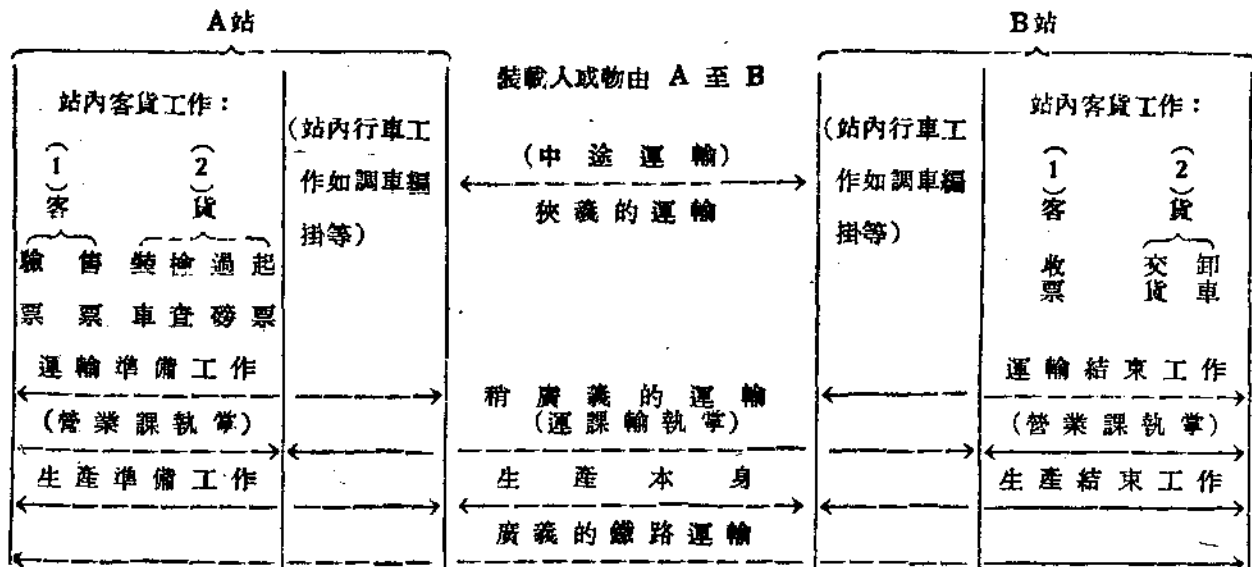 A站
B站
裝載人或物由 A 至 B
站內客貨工作：
(1)客
(2)貨
驗票
售票
裝車
檢查
過磅
起票
(站內行車工
作如調車編
掛等)
(中途運輸)
狹義的運輸
(站內行車工
作如調車編
掛等)
站內客貨工作：
(1)客
(2)貨
收票
交貨
卸車
運輸準備工作
稍廣義的運輸
運輸結束工作
(營業課執掌)
(運課輸執掌)
(營業課執掌)
生產準備工作
生產本身
生產結束工作
廣義的鐵路運輸